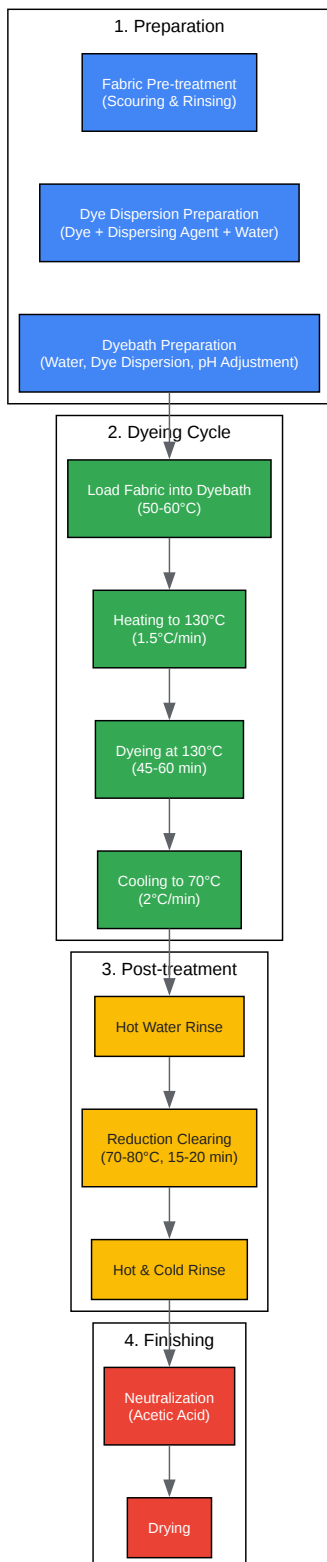 1. Preparation
Fabric Pre-treatment
(Scouring & Rinsing)
Dye Dispersion Preparation
(Dye + Dispersing Agent + Water)
Dyebath Preparation
(Water, Dye Dispersion, pH Adjustment)
2. Dyeing Cycle
Load Fabric into Dyebath
(50-60°C)
Heating to 130°C
(1.5°C/min)
Dyeing at 130°C
(45-60 min)
Cooling to 70°C
(2°C/min)
3. Post-treatment
Hot Water Rinse
Reduction Clearing
(70-80°C, 15-20 min)
Hot & Cold Rinse
4. Finishing
Neutralization
(Acetic Acid)
Drying